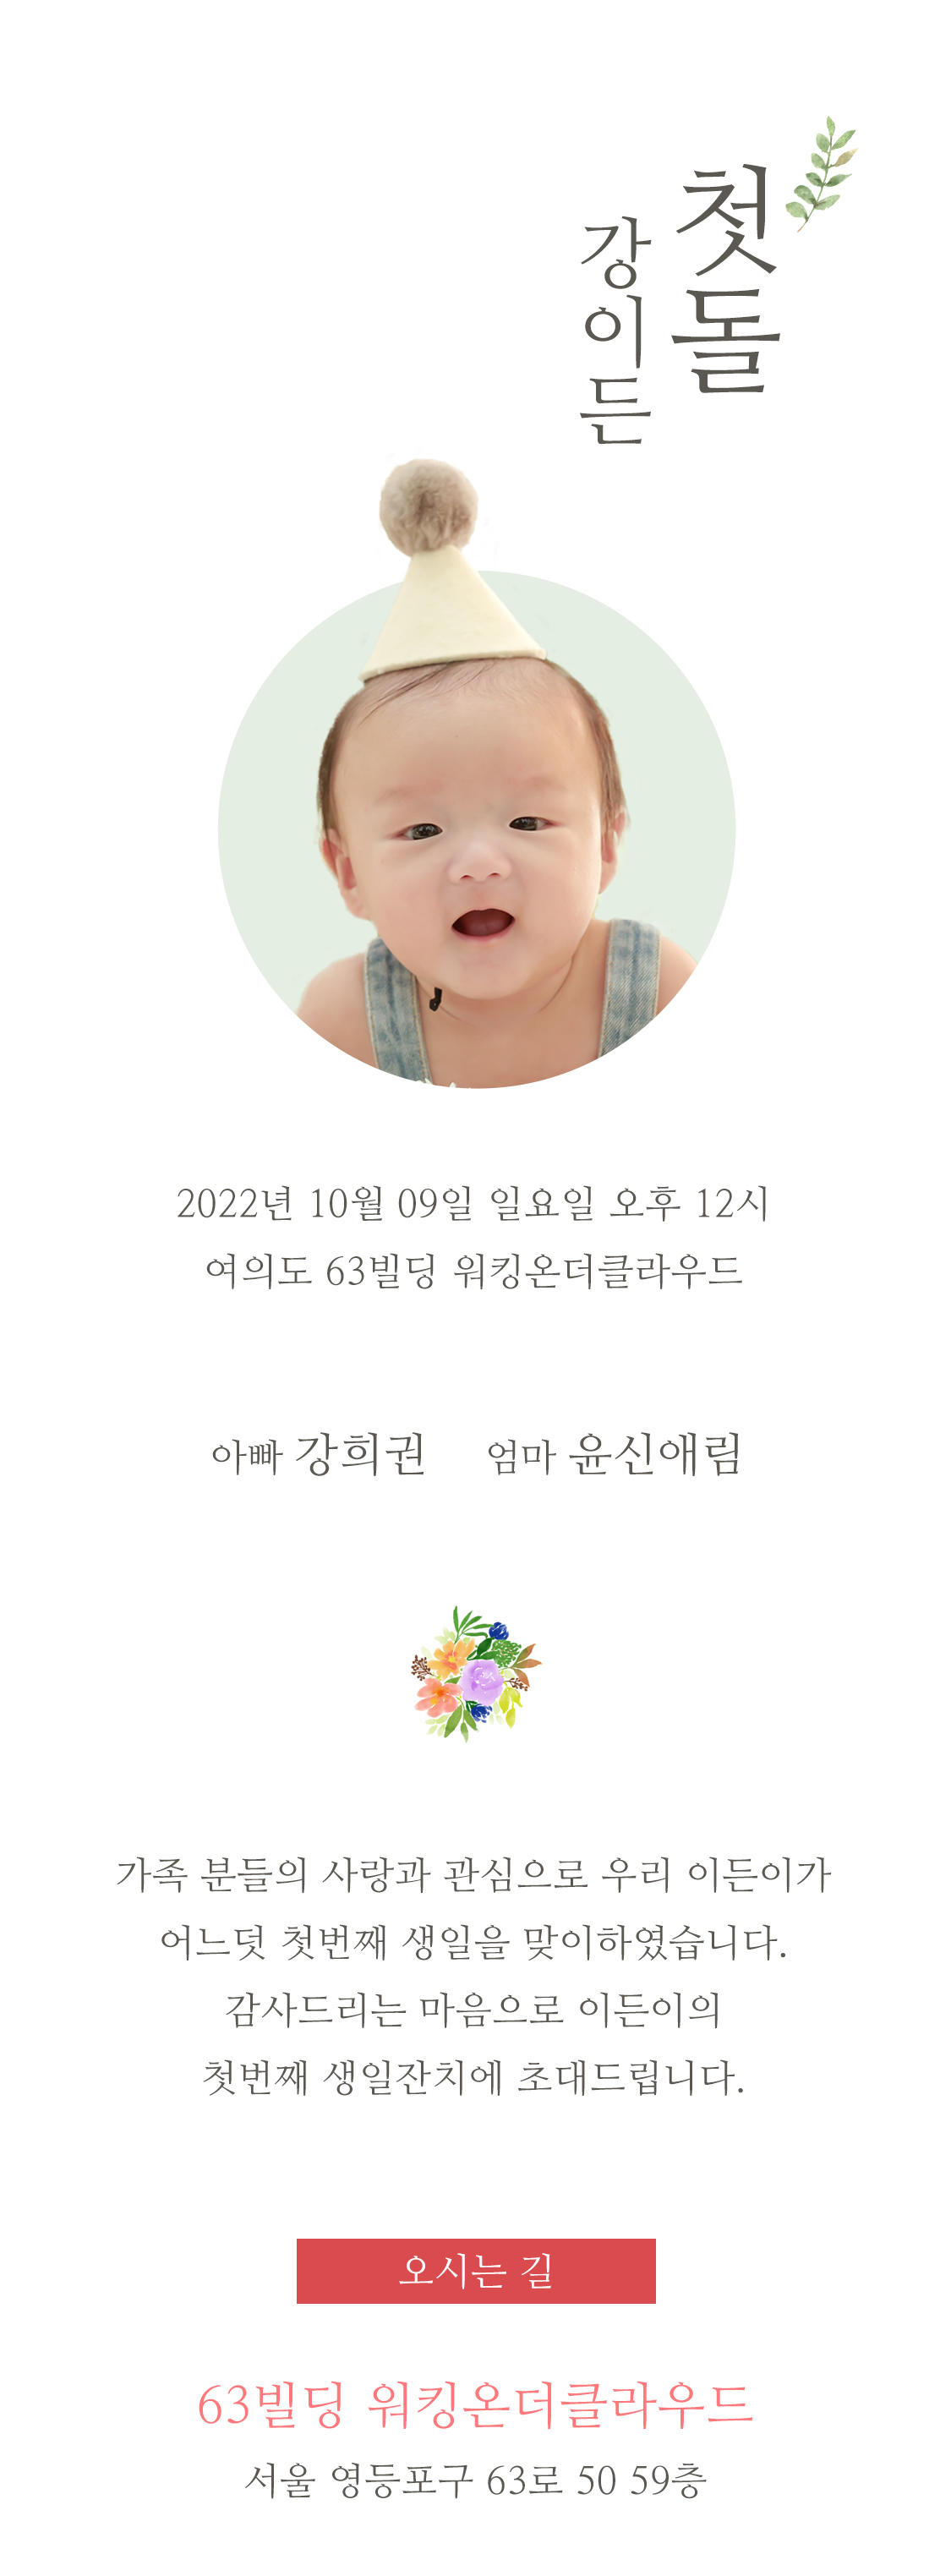 첫돌
강이든
2022년 10월 09일 일요일 오후 12시
여의도 63빌딩 워킹온더클라우드
아빠 강희권 엄마 윤신애림
가족 분들의 사랑과 관심으로 우리 이든이가
어느덧 첫번째 생일을 맞이하였습니다.
감사드리는 마음으로 이든이의
첫번째 생일잔치에 초대드립니다.
오시는 길
63빌딩 워킹온더클라우드
서울 영등포구 63로 50 59층